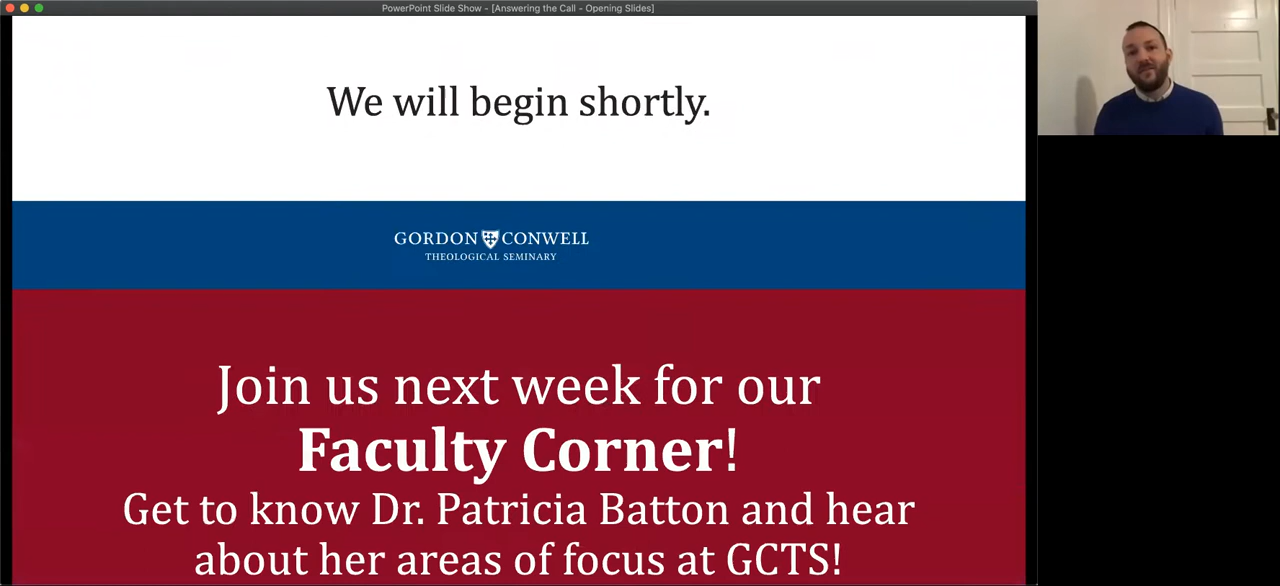 PowerPoint Slide Show - [Answering the Call - Opening Slides]
We will begin shortly.
GORDON CONWELL
THEOLOGICAL SEMINARY
Join us next week for our
Faculty Corner!
Get to know Dr. Patricia Batton and hear
about her areas of focus at GCTS!